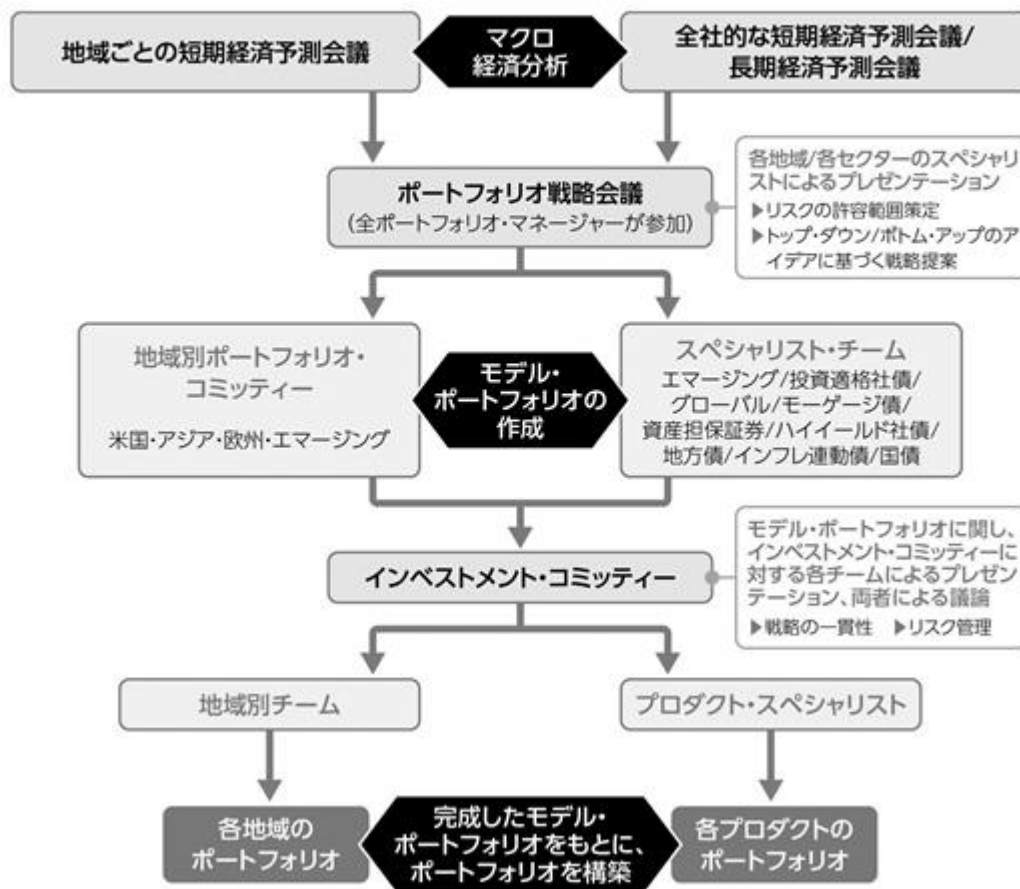 地域ごとの短期経済予測会議
マクロ
経済分析
全社的な短期経済予測会議/
長期経済予測会議
ポートフォリオ戦略会議
(全ポートフォリオ・マネージャーが参加)
各地域/各セクターのスペシャリ
ストによるプレゼンテーション
▶リスクの許容範囲策定
▶トップ・ダウン/ボトム・アップのア
イデアに基づく戦略提案
地域別ポートフォリオ・
コミッティー
米国・アジア・欧州・エマージング
モデル・
ポートフォリオの
作成
スペシャリスト・チーム
エマージング/投資適格社債/
グローバル/モーゲージ債/
資産担保証券/ハイイールド社債/
地方債/インフレ連動債/国債
インベストメント・コミッティー
モデル・ポートフォリオに関し、
インベストメント・コミッティーに
対する各チームによるプレゼン
テーション、両者による議論
▶戦略の一貫性 ▶リスク管理
地域別チーム
プロダクト・スペシャリスト
各地域の
ポートフォリオ
完成したモデル・
ポートフォリオをもとに、
ポートフォリオを構築
各プロダクトの
ポートフォリオ